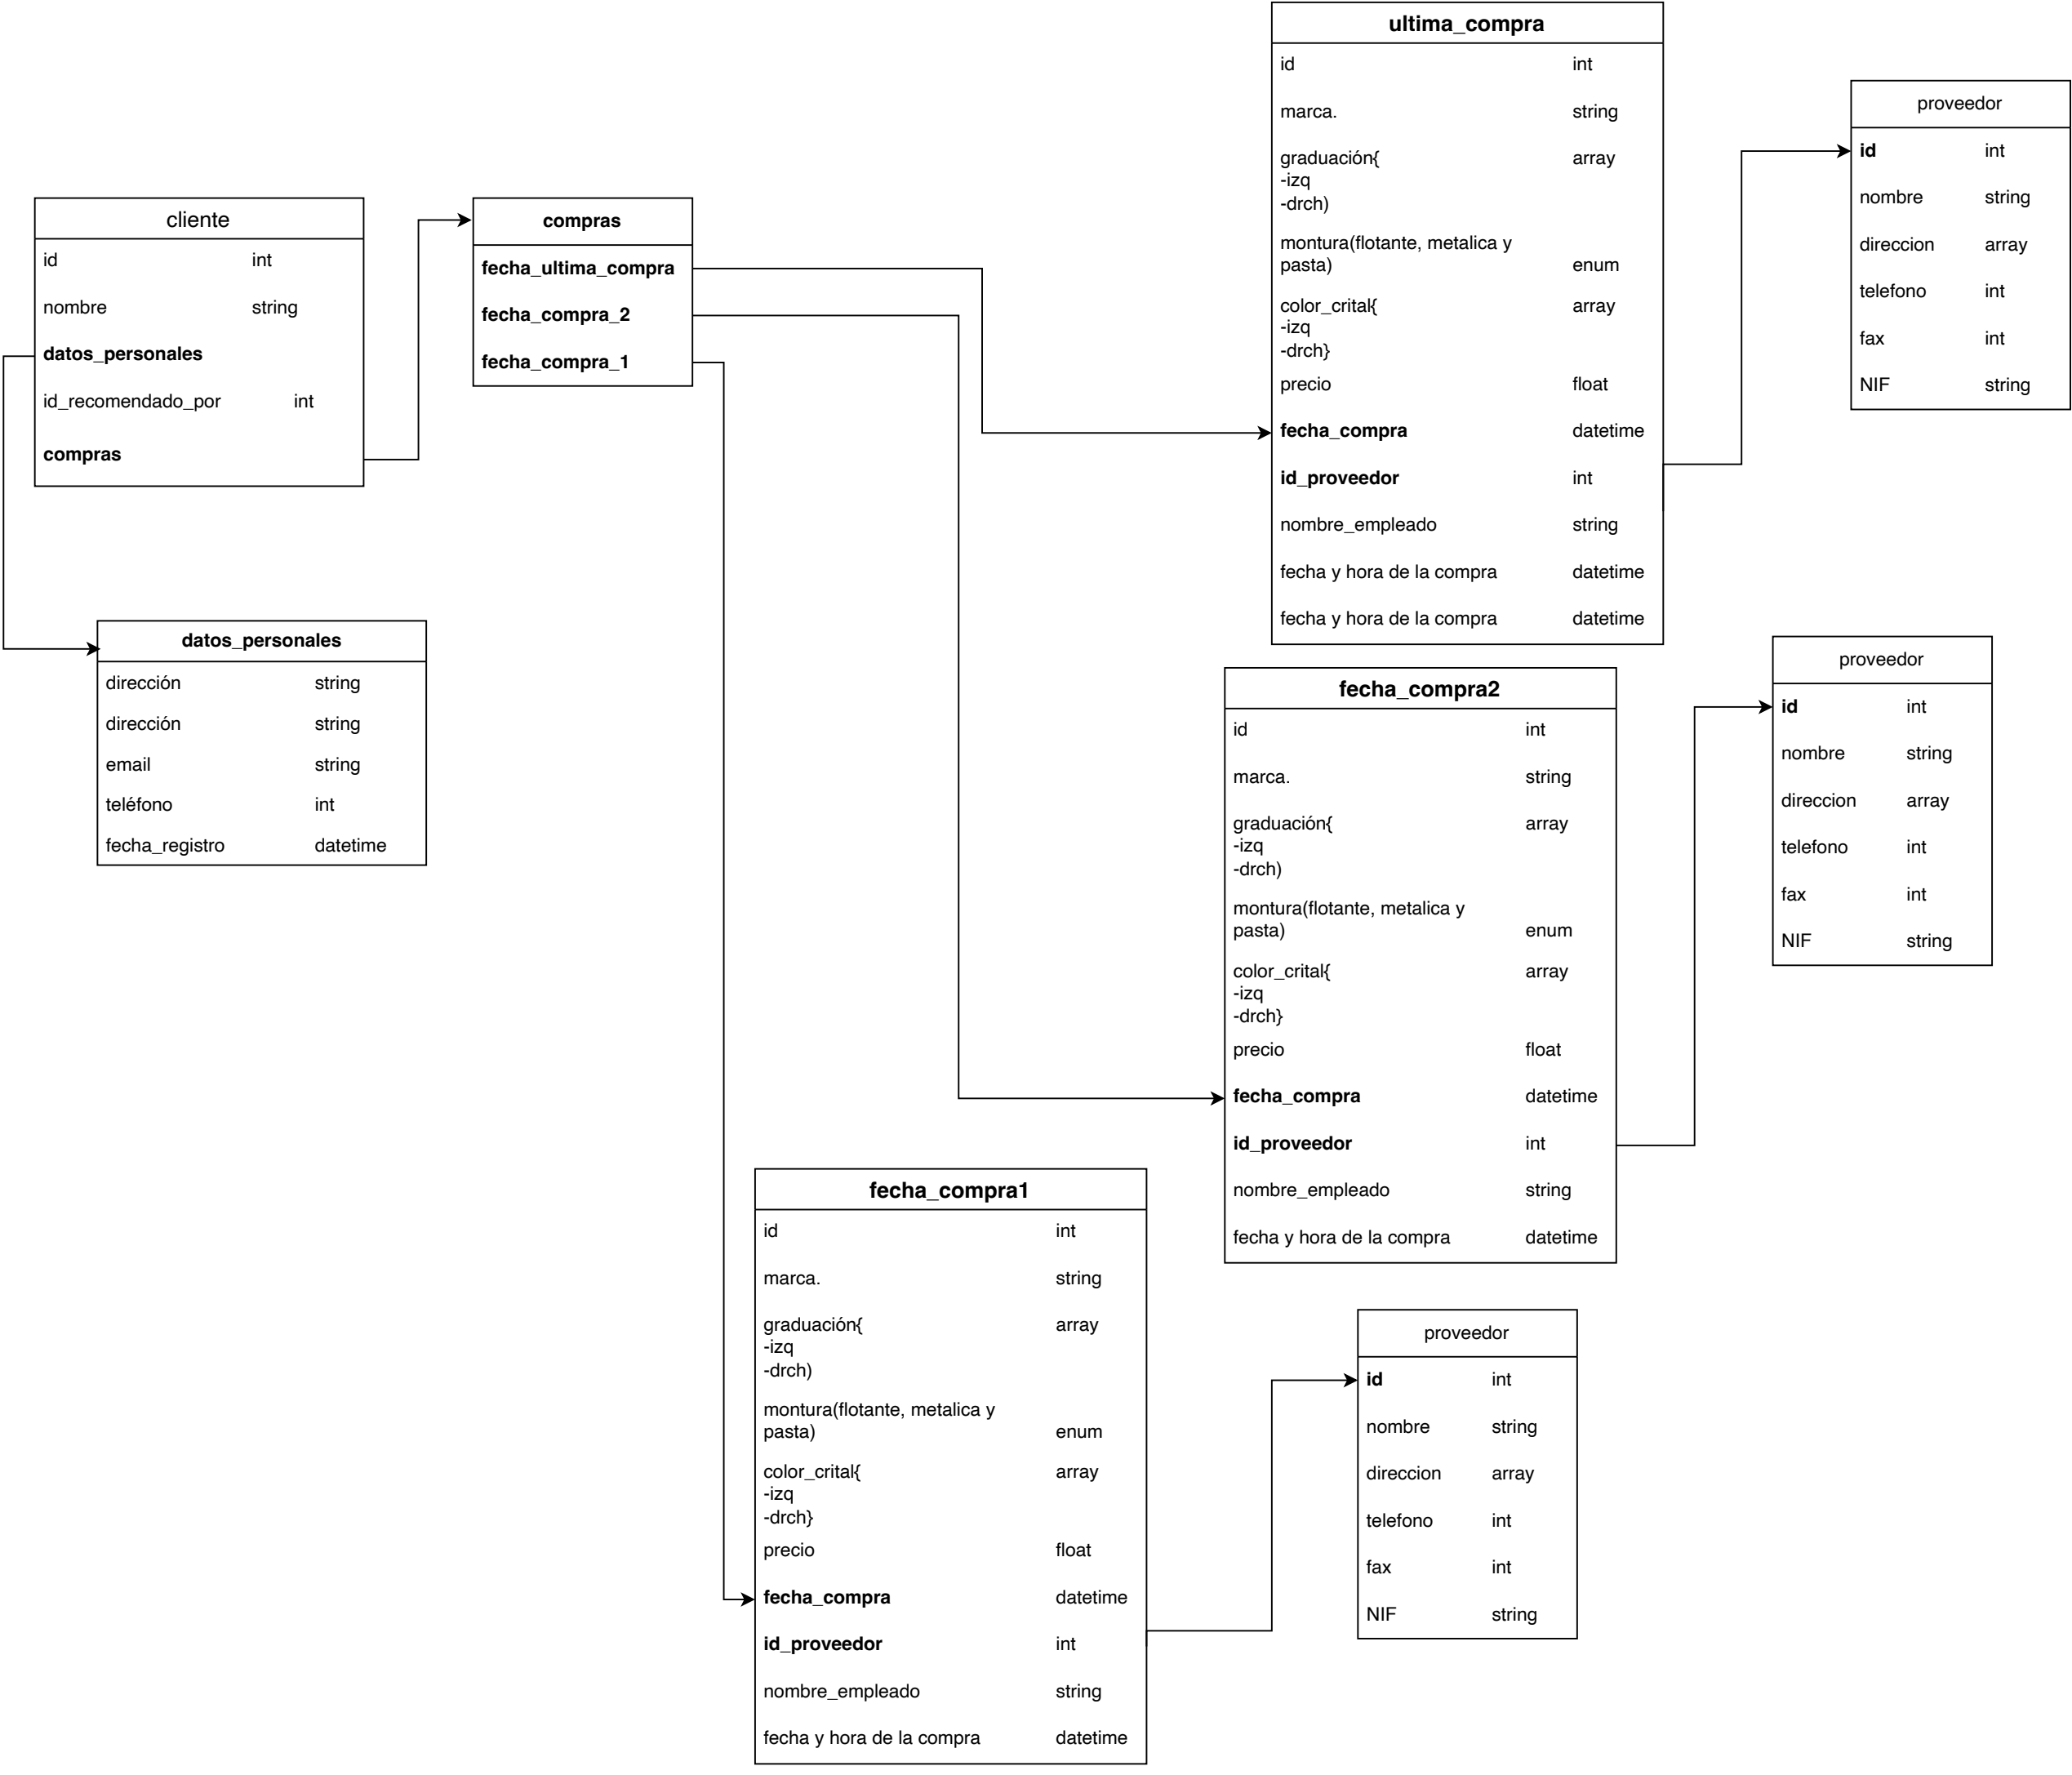 cliente
id int
nombre string
datos_personales
id_recomendado_por int
compras
datos_personales
dirección string
dirección string
email string
teléfono int
fecha_registro datetime
compras
fecha_ultima_compra
fecha_compra_2
fecha_compra_1
ultima_compra
id int
marca. string
graduación{ array
-izq
-drch)
montura(flotante, metalica y
pasta) enum
color_crital{ array
-izq
-drch}
precio float
fecha_compra datetime
id_proveedor int
nombre_empleado string
fecha y hora de la compra datetime
fecha y hora de la compra datetime
proveedor
id int
nombre string
direccion array
telefono int
fax int
NIF string
fecha_compra2
id int
marca. string
graduación{ array
-izq
-drch)
montura(flotante, metalica y
pasta) enum
color_crital{ array
-izq
-drch}
precio float
fecha_compra datetime
id_proveedor int
nombre_empleado string
fecha y hora de la compra datetime
proveedor
id int
nombre string
direccion array
telefono int
fax int
NIF string
fecha_compra1
id int
marca. string
graduación{ array
-izq
-drch)
montura(flotante, metalica y
pasta) enum
color_crital{ array
-izq
-drch}
precio float
fecha_compra datetime
id_proveedor int
nombre_empleado string
fecha y hora de la compra datetime
proveedor
id int
nombre string
direccion array
telefono int
fax int
NIF string